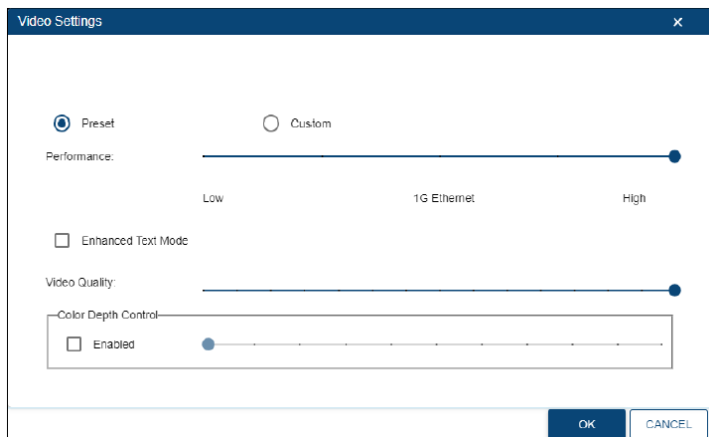 Video Settings
Preset
Custom
Performance:
Low
1G Ethernet
High
Enhanced Text Mode
Video Quality:
Color Depth Control
Enabled
OK
CANCEL